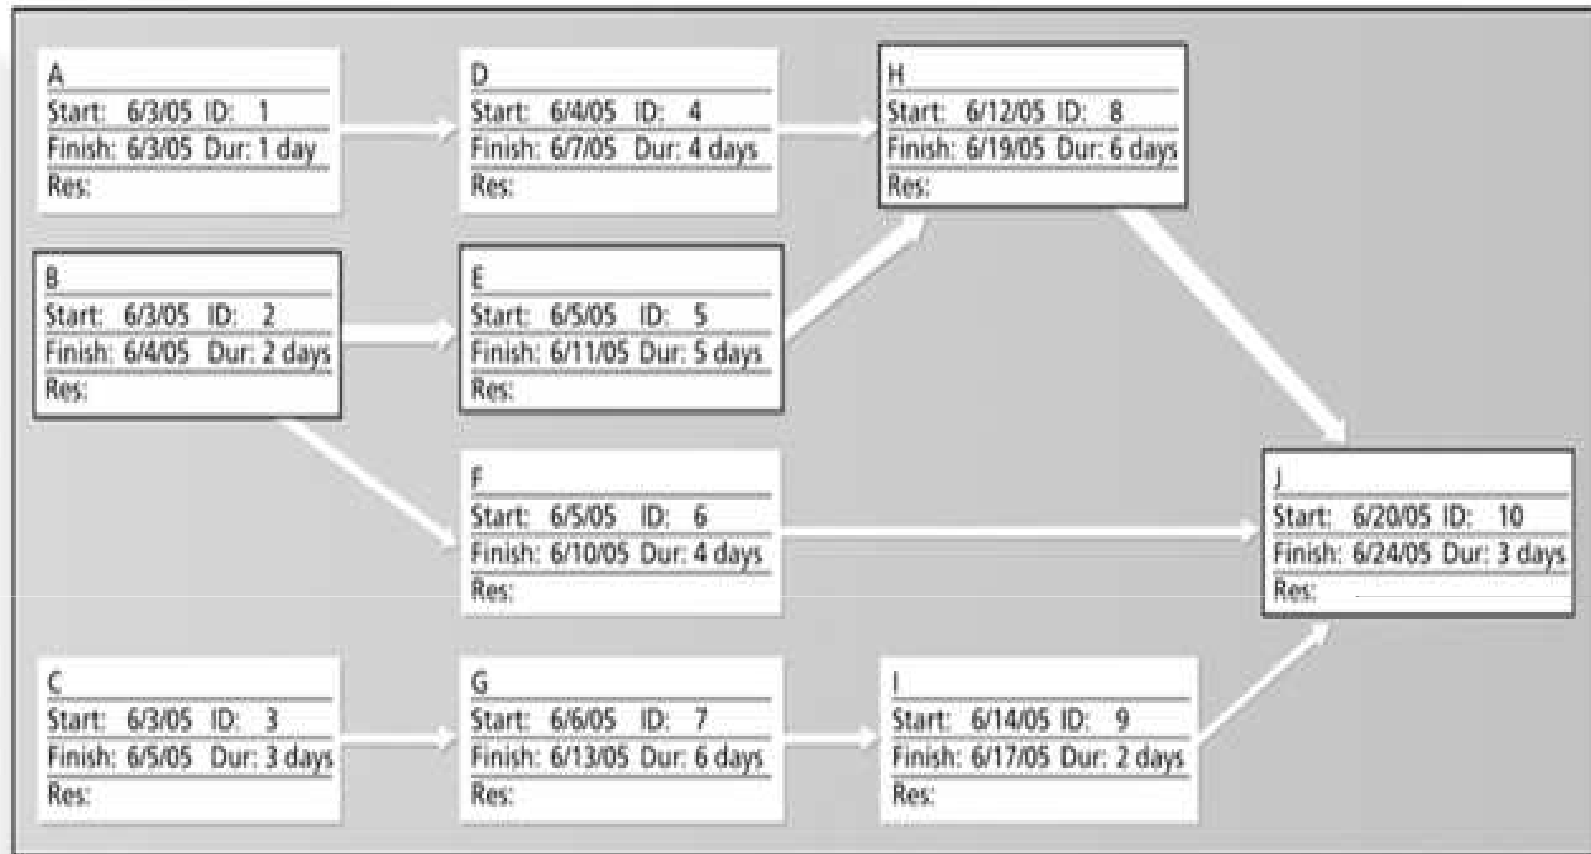 A
Start: 6/3/05 ID: 1
Finish: 6/3/05 Dur: 1 day
Res:
D
Start: 6/4/05 ID: 4
Finish: 6/7/05 Dur: 4 days
Res:
H
Start: 6/12/05 ID: 8
Finish: 6/19/05 Dur: 6 days
Res:
B
Start: 6/3/05 ID: 2
Finish: 6/4/05 Dur: 2 days
Res:
E
Start: 6/5/05 ID: 5
Finish: 6/11/05 Dur: 5 days
Res:
F
Start: 6/5/05 ID: 6
Finish: 6/10/05 Dur: 4 days
Res:
J
Start: 6/20/05 ID: 10
Finish: 6/24/05 Dur: 3 days
Res:
C
Start: 6/3/05 ID: 3
Finish: 6/5/05 Dur: 3 days
Res:
G
Start: 6/6/05 ID: 7
Finish: 6/13/05 Dur: 6 days
Res:
I
Start: 6/14/05 ID: 9
Finish: 6/17/05 Dur: 2 days
Res: